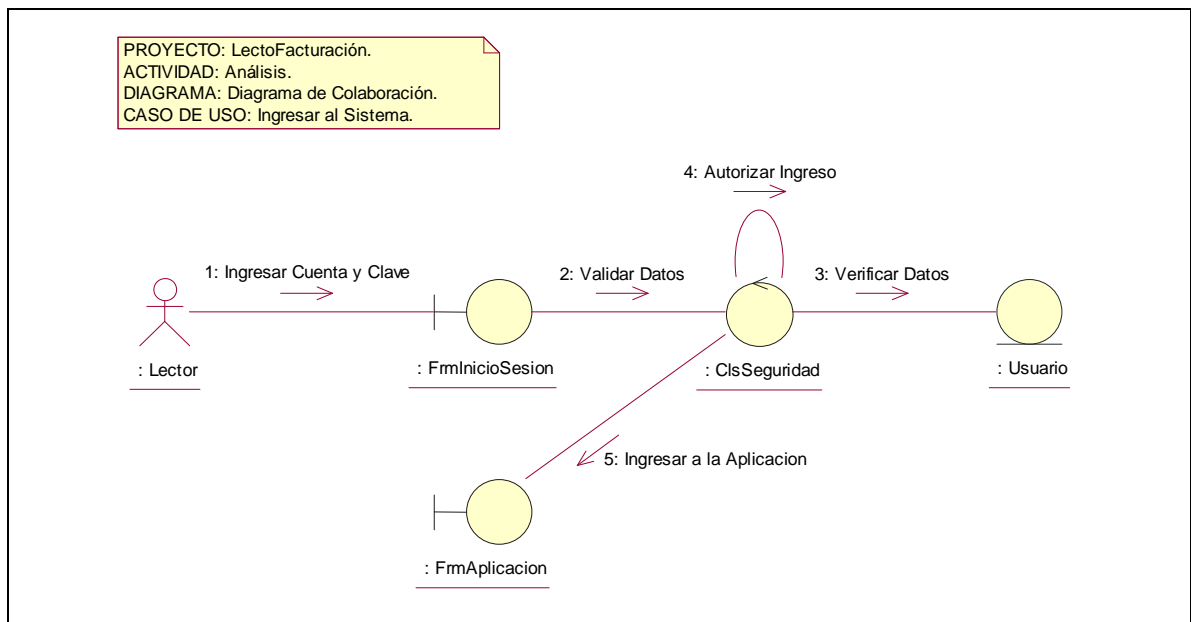 PROYECTO: LectoFacturación.
ACTIVIDAD: Análisis.
DIAGRAMA: Diagrama de Colaboración.
CASO DE USO: Ingresar al Sistema.
4: Autorizar Ingreso
1: Ingresar Cuenta y Clave
2: Validar Datos
3: Verificar Datos
: Lector
: FrmInicioSesion
: ClsSeguridad
: Usuario
5: Ingresar a la Aplicacion
: FrmAplicacion